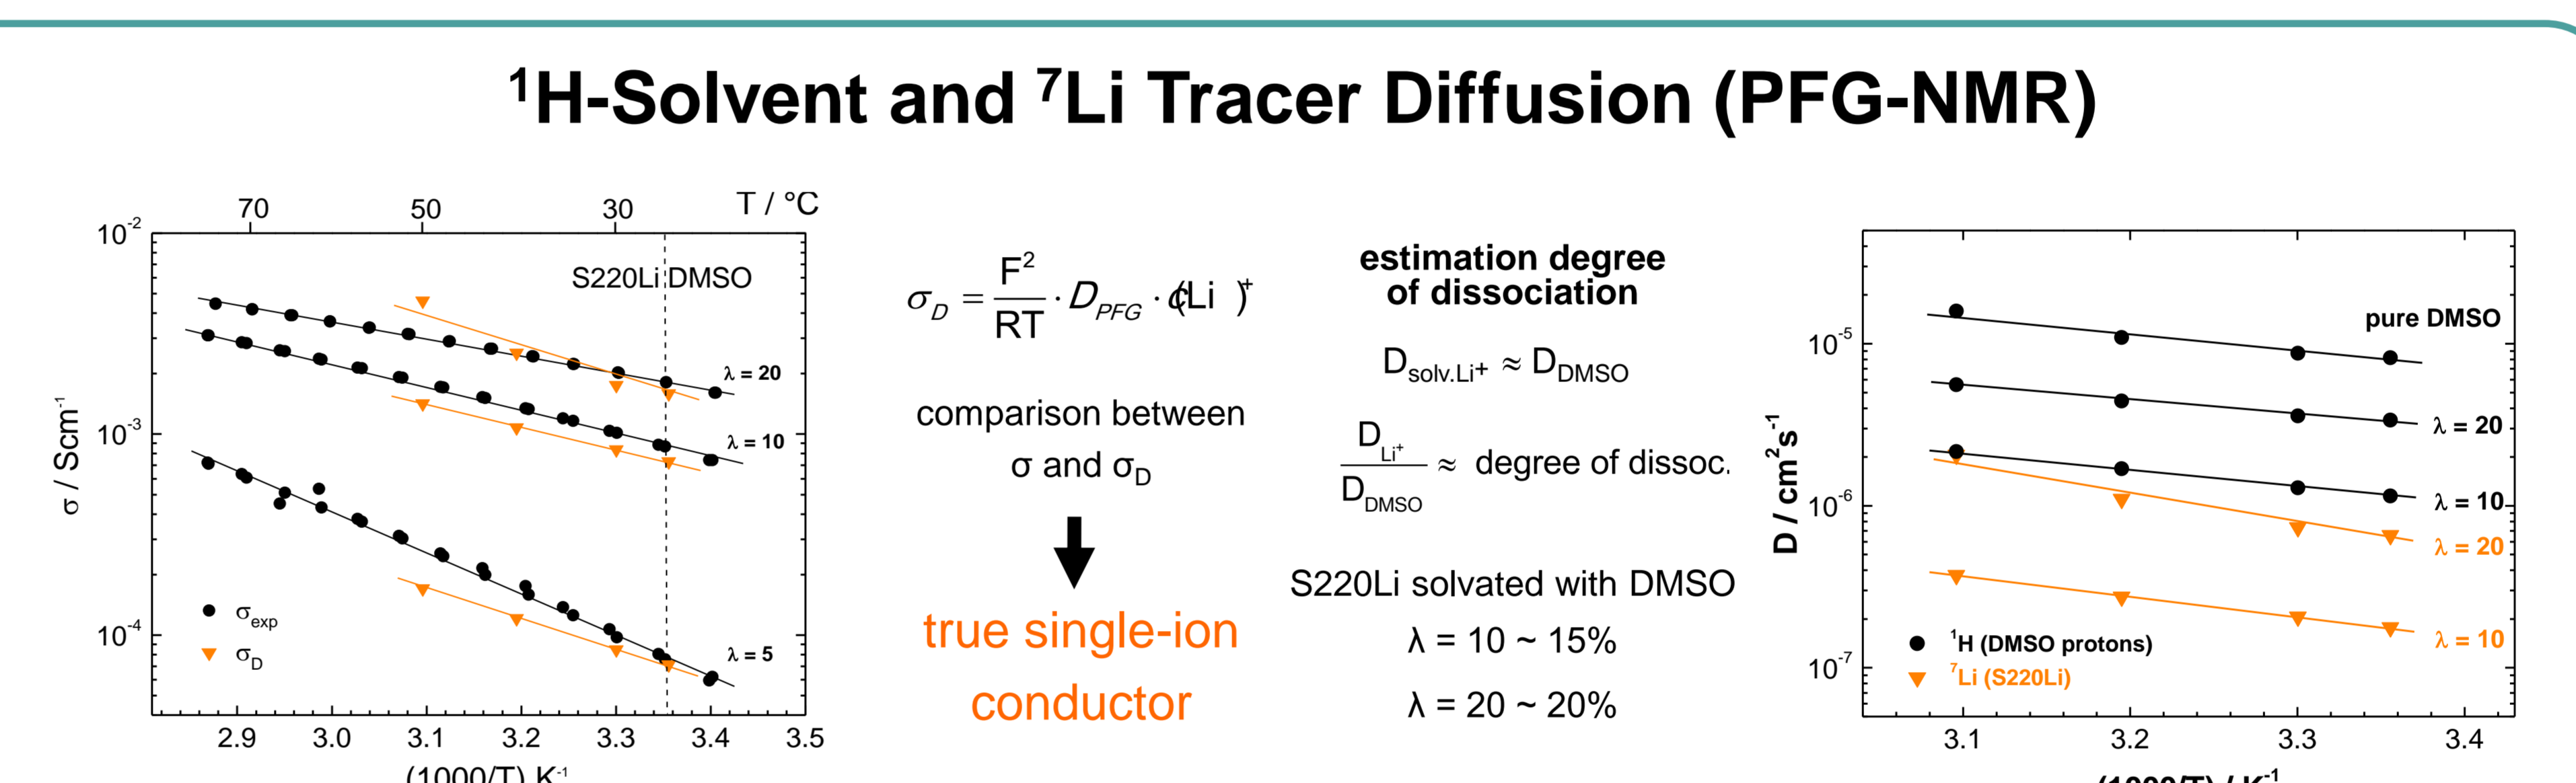 ¹H-Solvent and ⁷Li Tracer Diffusion (PFG-NMR)
70 50 30 T / °C
10⁻²
10⁻³
10⁻⁴
σ / Scm⁻¹
S220Li DMSO
λ = 20
λ = 10
λ = 5
σexp
σD
2.9 3.0 3.1 3.2 3.3 3.4 3.5
(1000/T) K⁻¹
σD = F²/RT · DPFG · c(Li)⁺
comparison between
σ and σD
true single-ion
conductor
estimation degree
of dissociation
Dsolv.Li⁺ ≈ DDMSO
DLi⁺/DDMSO ≈ degree of dissoc.
S220Li solvated with DMSO
λ = 10 ~ 15%
λ = 20 ~ 20%
D / cm²s⁻¹
10⁻⁵
10⁻⁶
10⁻⁷
pure DMSO
λ = 20
λ = 10
λ = 20
λ = 10
¹H (DMSO protons)
⁷Li (S220Li)
3.1 3.2 3.3 3.4
(1000/T) / K⁻¹